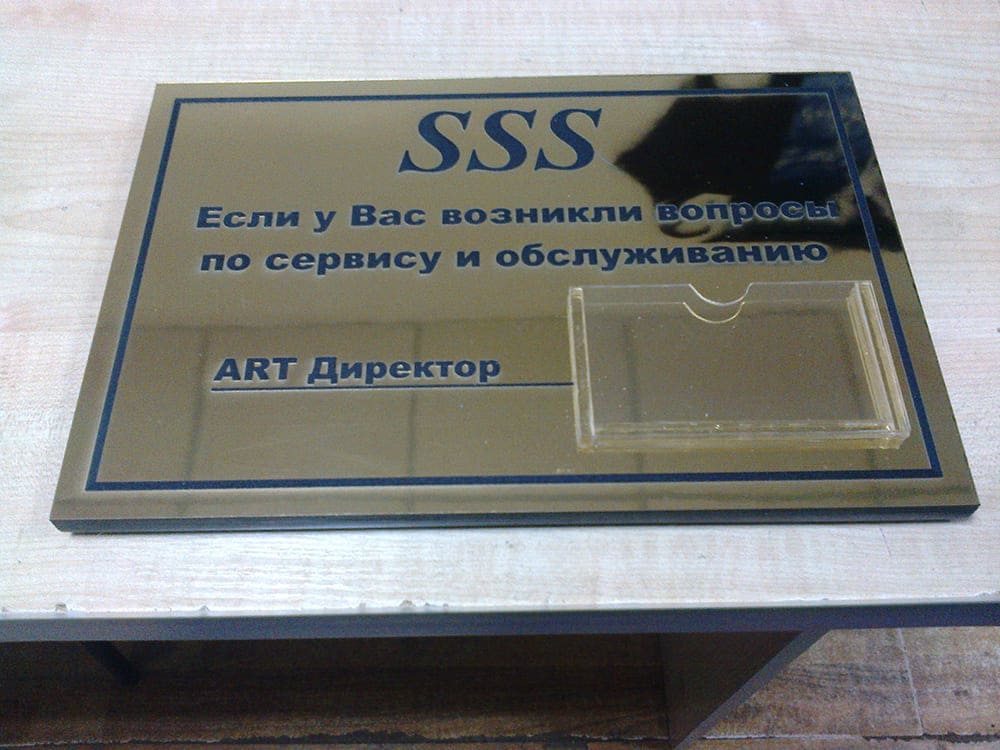 SSS
Если у Вас возникли вопросы
по сервису и обслуживанию
ART Директор